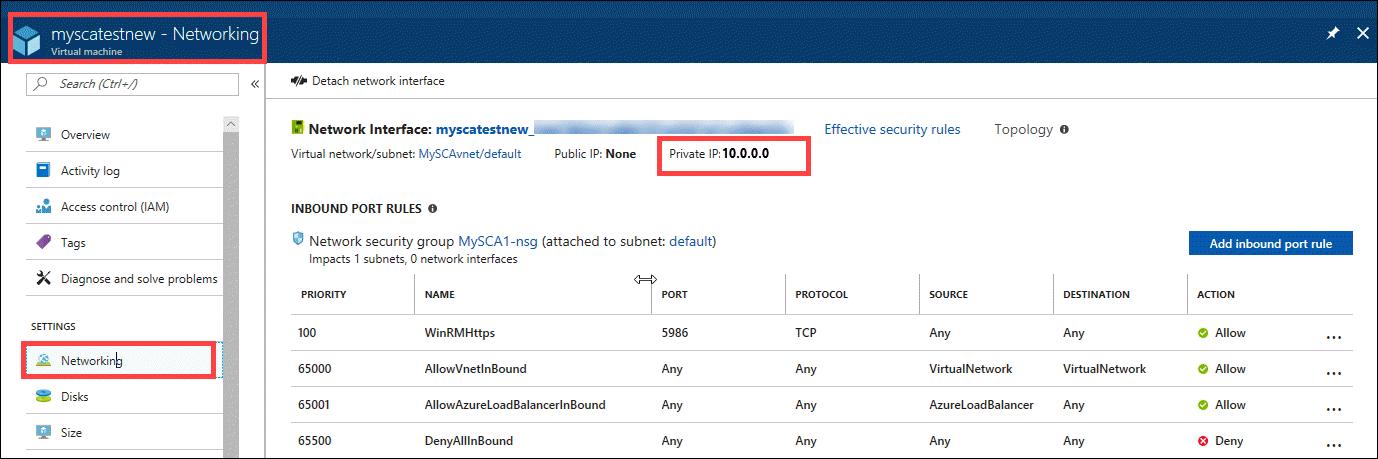 myscatestnew - Networking
Virtual machine
Search (Ctrl+/)
«
Overview
Activity log
Access control (IAM)
Tags
Diagnose and solve problems
SETTINGS
Networking
Disks
Size
Detach network interface
Network Interface: myscatestnew_
Effective security rules
Topology
Virtual network/subnet: MySCAvnet/default Public IP: None Private IP:10.0.0.0
INBOUND PORT RULES
Network security group MySCA1-nsg (attached to subnet: default)
Impacts 1 subnets, 0 network interfaces
Add inbound port rule
PRIORITY NAME PORT PROTOCOL SOURCE DESTINATION ACTION
100 WinRMHttps 5986 TCP Any Any Allow ...
65000 AllowVnetInBound Any Any VirtualNetwork VirtualNetwork Allow ...
65001 AllowAzureLoadBalancerInBound Any Any AzureLoadBalancer Any Allow ...
65500 DenyAllInBound Any Any Any Any Deny ...